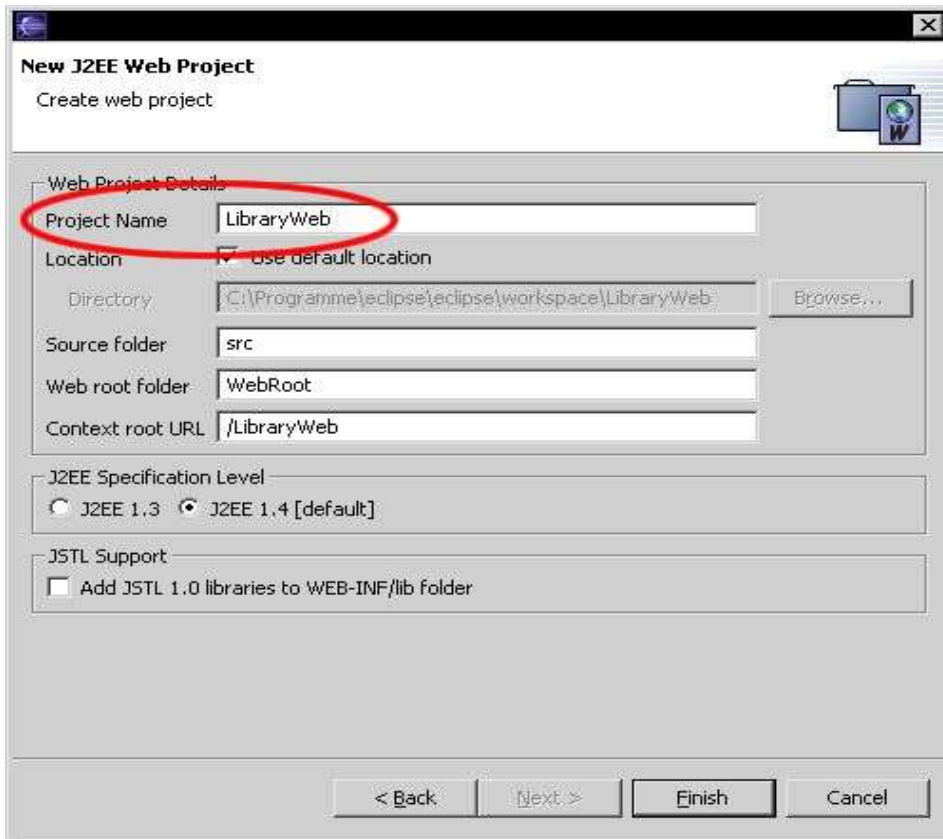 New J2EE Web Project
Create web project
Web Project Details
Project Name LibraryWeb
Location Use default location
Directory C:\Programme\eclipse\eclipse\workspace\LibraryWeb Browse...
Source folder src
Web root folder WebRoot
Context root URL /LibraryWeb
J2EE Specification Level
J2EE 1.3 J2EE 1.4 [default]
JSTL Support
Add JSTL 1.0 libraries to WEB-INF/lib folder
< Back Next > Finish Cancel